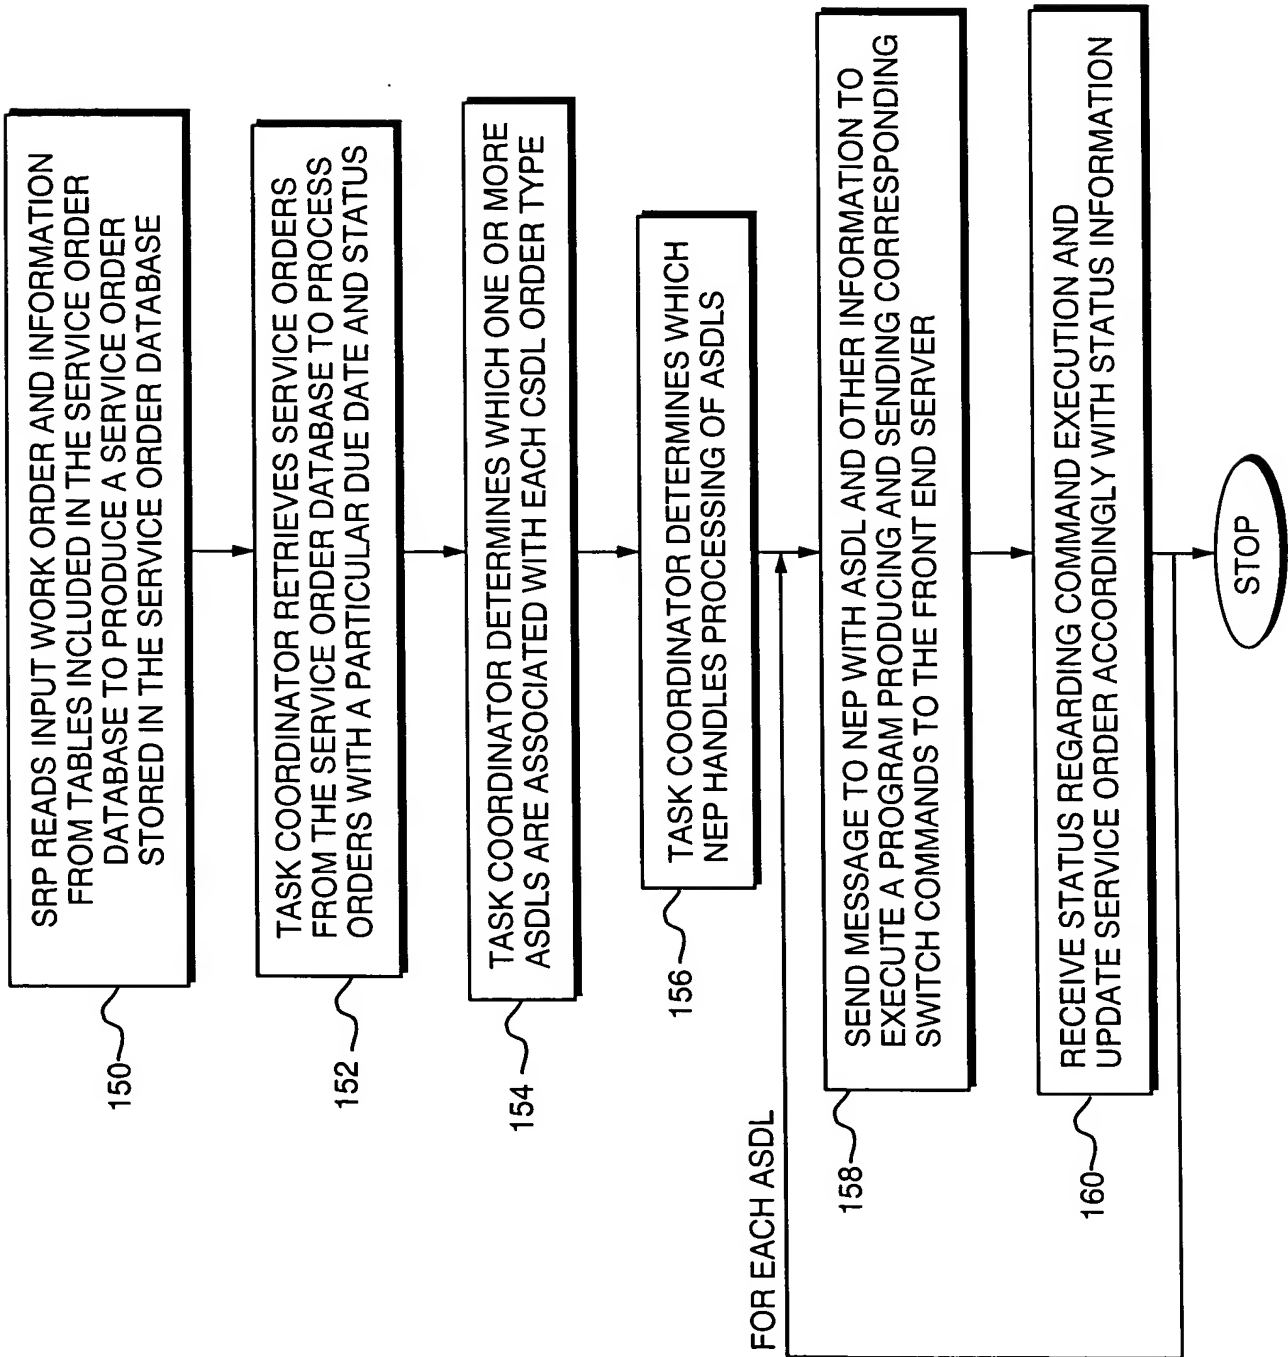 SRP READS INPUT WORK ORDER AND INFORMATION
FROM TABLES INCLUDED IN THE SERVICE ORDER
DATABASE TO PRODUCE A SERVICE ORDER
STORED IN THE SERVICE ORDER DATABASE
150
TASK COORDINATOR RETRIEVES SERVICE ORDERS
FROM THE SERVICE ORDER DATABASE TO PROCESS
ORDERS WITH A PARTICULAR DUE DATE AND STATUS
152
TASK COORDINATOR DETERMINES WHICH ONE OR MORE
ASDLS ARE ASSOCIATED WITH EACH CSDL ORDER TYPE
154
TASK COORDINATOR DETERMINES WHICH
NEP HANDLES PROCESSING OF ASDLS
156
FOR EACH ASDL
SEND MESSAGE TO NEP WITH ASDL AND OTHER INFORMATION TO
EXECUTE A PROGRAM PRODUCING AND SENDING CORRESPONDING
SWITCH COMMANDS TO THE FRONT END SERVER
158
RECEIVE STATUS REGARDING COMMAND EXECUTION AND
UPDATE SERVICE ORDER ACCORDINGLY WITH STATUS INFORMATION
160
STOP